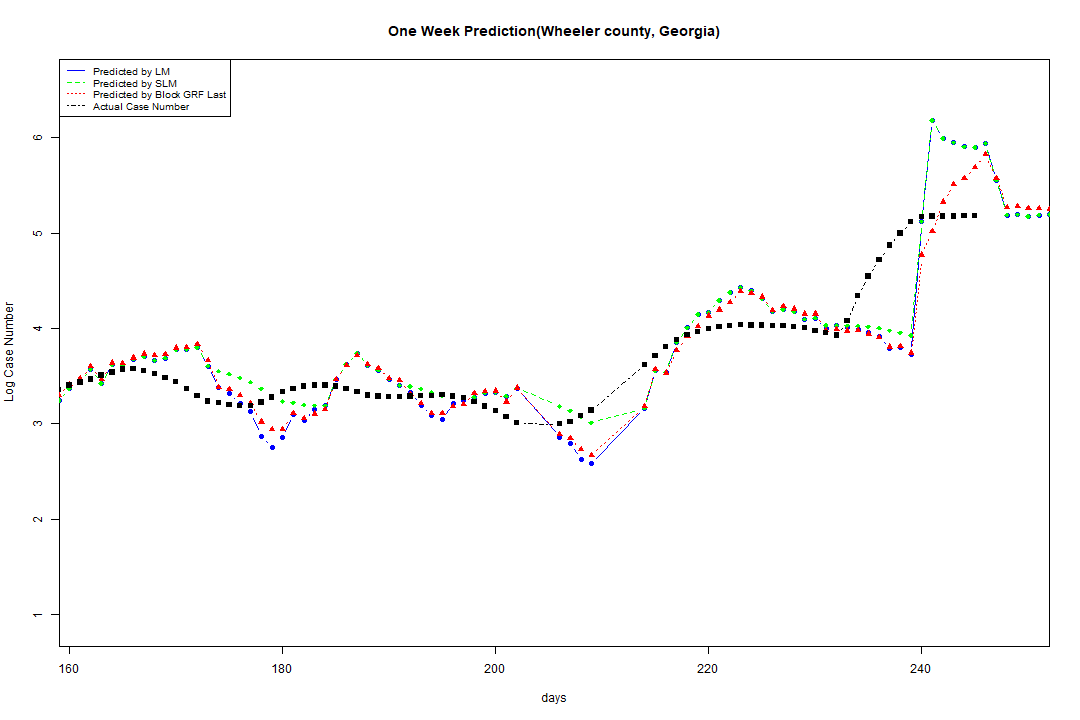 One Week Prediction(Wheeler county, Georgia)
Predicted by LM
Predicted by SLM
Predicted by Block GRF Last
Actual Case Number
6
5
4
3
2
1
Log Case Number
160 180 200 220 240
days